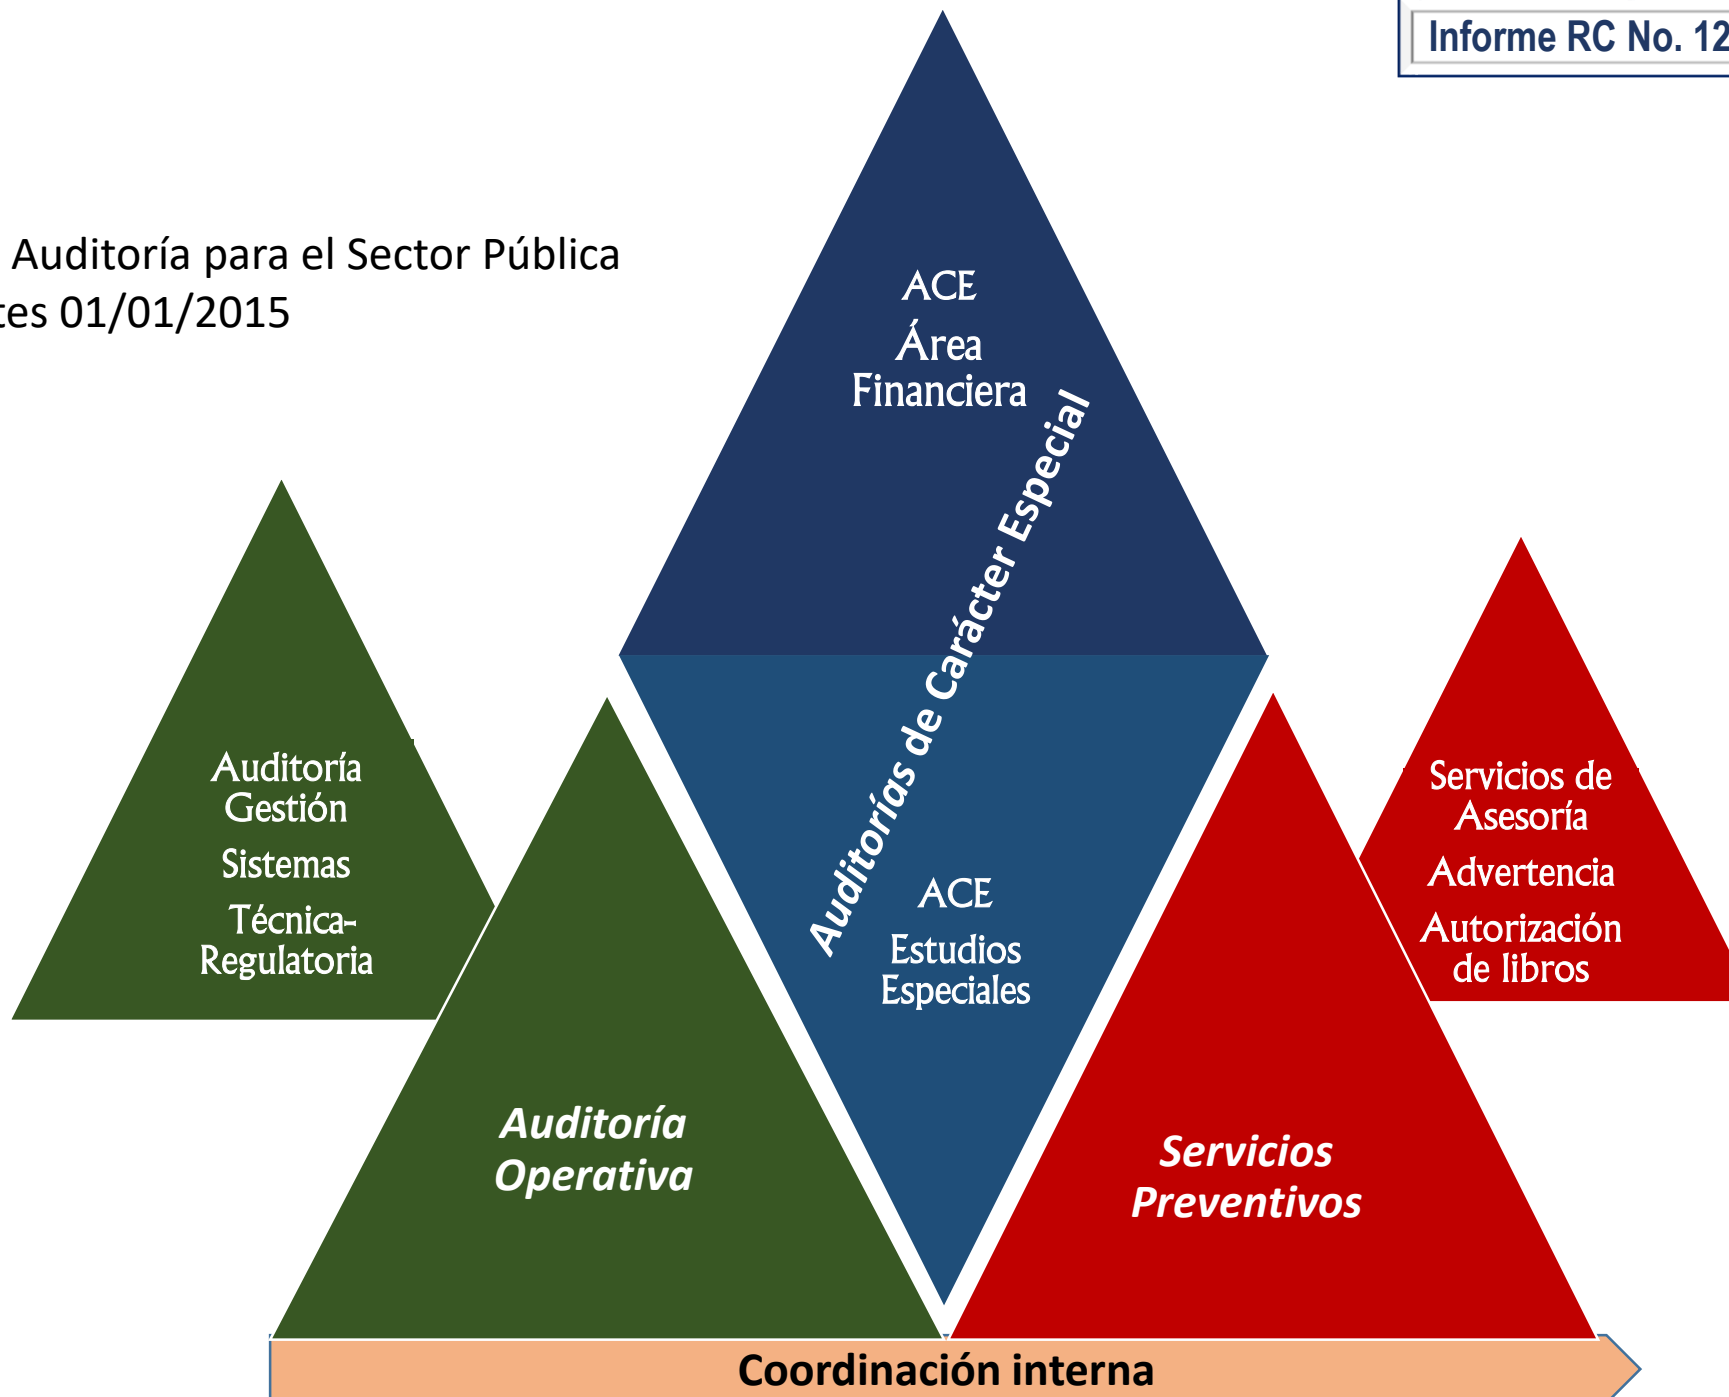 Informe RC No. 12
Auditoría para el Sector Pública
tes 01/01/2015
ACE
Área
Financiera
Auditorías de Carácter Especial
ACE
Estudios
Especiales
Auditoría
Gestión
Sistemas
Técnica-
Regulatoria
Servicios de
Asesoría
Advertencia
Autorización
de libros
Auditoría
Operativa
Servicios
Preventivos
Coordinación interna